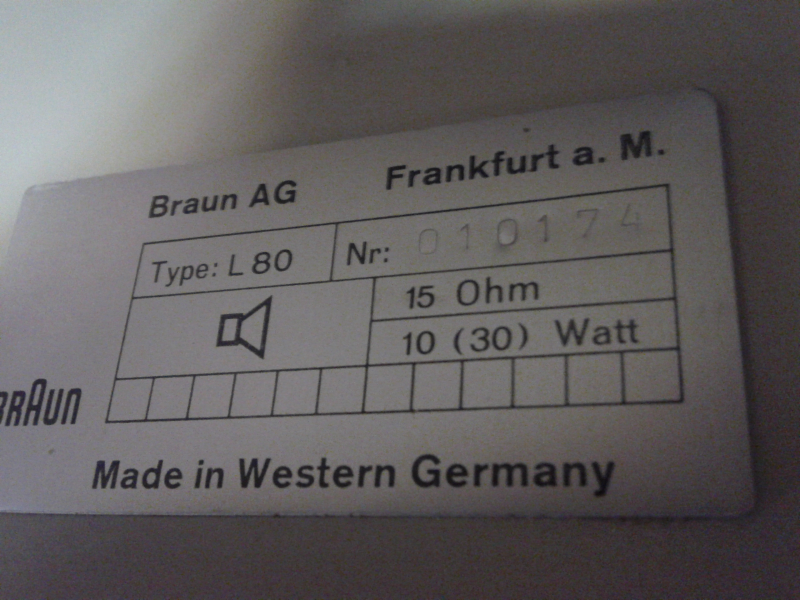 Braun AG Frankfurt a. M.
Type: L 80 Nr: 010174
15 Ohm
10 (30) Watt
BRAUN
Made in Western Germany